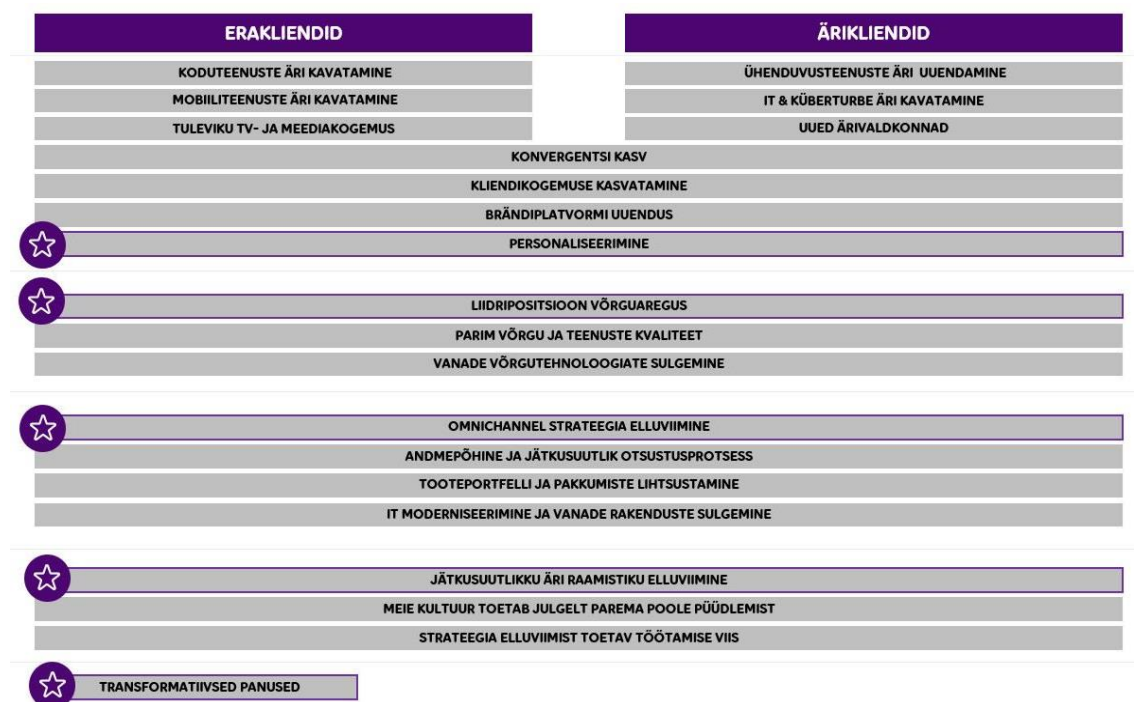 ERAKLIENDID
ÄRIKLIENDID
KODUTEENUSTE ÄRI KAVATAMINE
ÜHENDUVUSTEENUSTE ÄRI UUENDAMINE
MOBIILITEENUSTE ÄRI KAVATAMINE
IT & KÜBERTURBE ÄRI KAVATAMINE
TULEVIKU TV- JA MEEDIAKOGEMUS
UUED ÄRIVALDKONNAD
KONVERGENTSI KASV
KLIENDIKOGEMUSE KASVATAMINE
BRÄNDIPLATVORMI UUENDUS
PERSONALISEERIMINE
LIIDRIPOSITSIOON VÕRGUAREGUS
PARIM VÕRGU JA TEENUSTE KVALITEET
VANADE VÕRGUTEHNOLOOGIATE SULGEMINE
OMNICHANNEL STRATEEGIA ELLUVIIMINE
ANDMEPÕHINE JA JÄTKUSUUTLIK OTSUSTUSPROTSESS
TOOTEPORTFELLI JA PAKKUMISTE LIHTSUSTAMINE
IT MODERNISEERIMINE JA VANADE RAKENDUSTE SULGEMINE
JÄTKUSUUTLIKKU ÄRI RAAMISTIKU ELLUVIIMINE
MEIE KULTUUR TOETAB JULGELT PAREMA POOLE PÜÜDLEMIST
STRATEEGIA ELLUVIIMIST TOETAV TÖÖTAMISE VIIS
TRANSFORMATIIVSED PANUSED